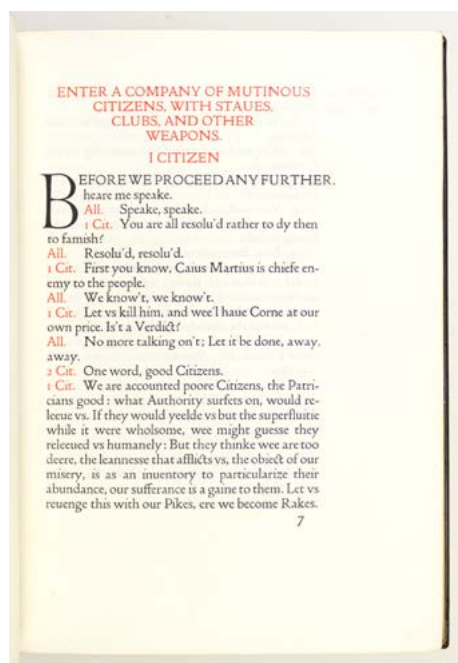 ENTER A COMPANY OF MUTINOUS
CITIZENS, WITH STAUES,
CLUBS, AND OTHER
WEAPONS.
I CITIZEN
BEFORE WE PROCEED ANY FURTHER,
heare me speake.
All. Speake, speake.
1 Cit. You are all resolu'd rather to dy then
to famish?
All. Resolu'd, resolu'd.
1 Cit. First you know, Caius Martius is chiefe en-
emy to the people.
All. We know't, we know't.
1 Cit. Let vs kill him, and wee'l haue Corne at our
own price. Is't a Verdict?
All. No more talking on't; Let it be done, away,
away.
2 Cit. One word, good Citizens.
1 Cit. We are accounted poore Citizens, the Patri-
cians good: what Authority surfets on, would re-
leeue vs. If they would yeelde vs but the superfluitie
while it were wholsome, wee might guesse they
releeued vs humanely: But they thinke wee are too
deere, the leannesse that afflicts vs, the obiect of our
misery, is as an inuentory to particularize their
abundance, our sufferance is a gaine to them. Let vs
reuenge this with our Pikes, ere we become Rakes.
7